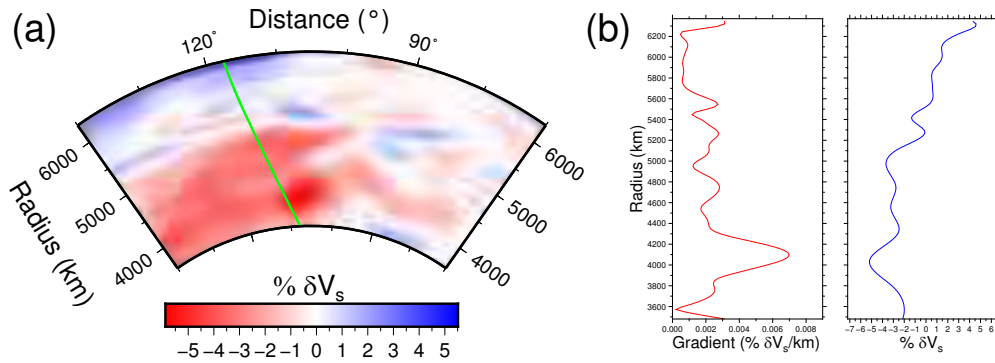 (a)
Distance (°)
120°
90°
6000
5000
4000
Radius (km)
6000
5000
4000
% δVs
−5 −4 −3 −2 −1 0 1 2 3 4 5
(b)
6200
6000
5800
5600
5400
5200
5000
4800
4600
4400
4200
4000
3800
3600
Radius (km)
0.000 0.002 0.004 0.006 0.008
Gradient (% δVs/km)
-7 -6 -5 -4 -3 -2 -1 0 1 2 3 4 5 6
% δVs